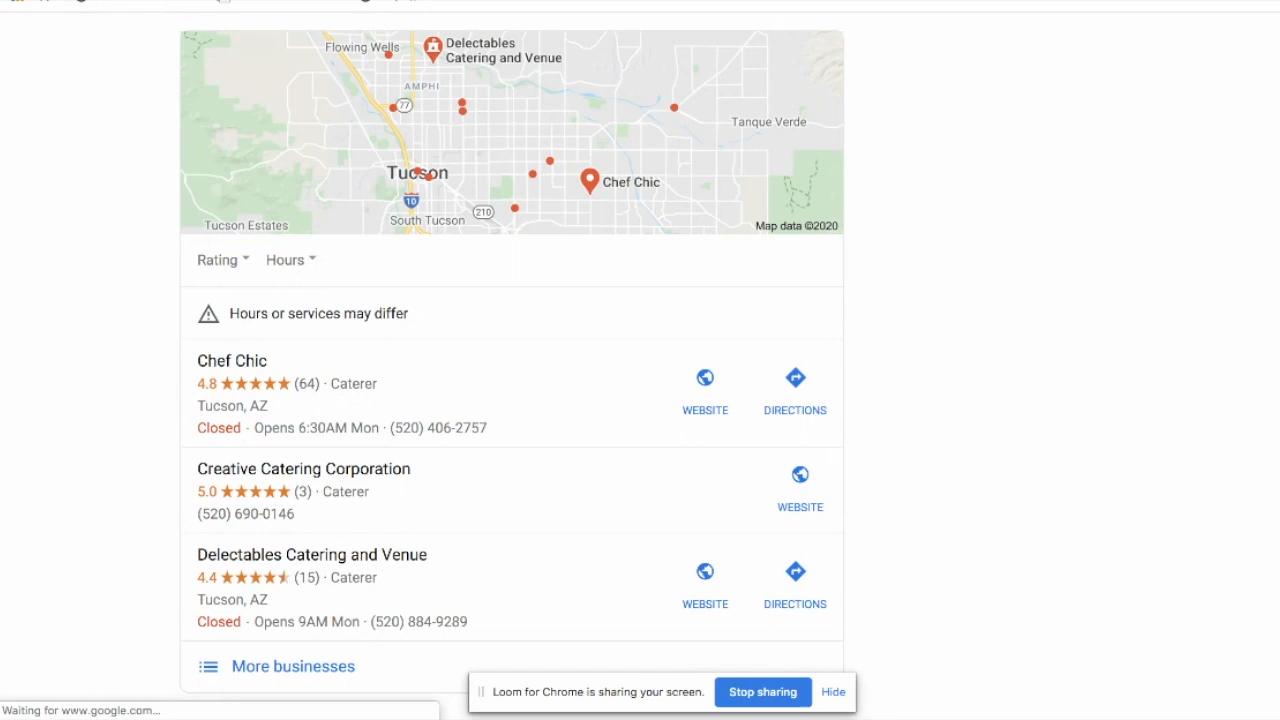 Flowing Wells
Delectables
Catering and Venue
AMPHI
77
Tanque Verde
Tucson
Chef Chic
10
210
South Tucson
Tucson Estates
Map data ©2020
Rating
Hours
Hours or services may differ
Chef Chic
4.8 ★★★★★ (64) · Caterer
Tucson, AZ
Closed · Opens 6:30AM Mon · (520) 406-2757
WEBSITE
DIRECTIONS
Creative Catering Corporation
5.0 ★★★★★ (3) · Caterer
(520) 690-0146
WEBSITE
Delectables Catering and Venue
4.4 (15) · Caterer
Tucson, AZ
Closed · Opens 9AM Mon · (520) 884-9289
WEBSITE
DIRECTIONS
More businesses
Loom for Chrome is sharing your screen.
Stop sharing
Hide
Waiting for www.google.com...